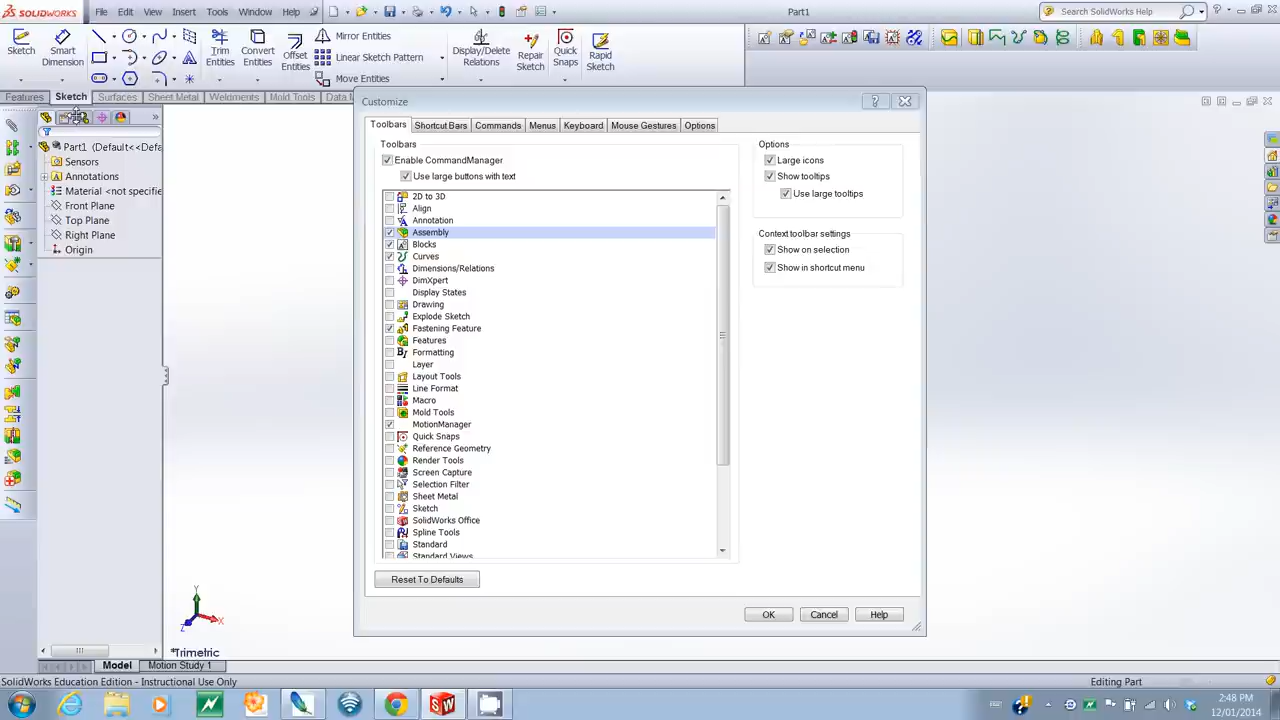 SOLIDWORKS File Edit View Insert Tools Window Help Part1 Search SolidWorks Help
Sketch Smart Dimension Trim Entities Convert Entities Offset Entities Mirror Entities Linear Sketch Pattern Move Entities Display/Delete Relations Repair Sketch Quick Snaps Rapid Sketch
Features Sketch Surfaces Sheet Metal Weldments Mold Tools Data M
Part1 (Default<<Defa
Sensors
Annotations
Material <not specifie
Front Plane
Top Plane
Right Plane
Origin
Customize
Toolbars Shortcut Bars Commands Menus Keyboard Mouse Gestures Options
Toolbars
Enable CommandManager
Use large buttons with text
2D to 3D
Align
Annotation
Assembly
Blocks
Curves
Dimensions/Relations
DimXpert
Display States
Drawing
Explode Sketch
Fastening Feature
Features
Formatting
Layer
Layout Tools
Line Format
Macro
Mold Tools
MotionManager
Quick Snaps
Reference Geometry
Render Tools
Screen Capture
Selection Filter
Sheet Metal
Sketch
SolidWorks Office
Spline Tools
Standard
Standard Views
Options
Large icons
Show tooltips
Use large tooltips
Context toolbar settings
Show on selection
Show in shortcut menu
Reset To Defaults
OK Cancel Help
Y
X
Z
*Trimetric
Model Motion Study 1
SolidWorks Education Edition - Instructional Use Only Editing Part
2:48 PM
12/01/2014